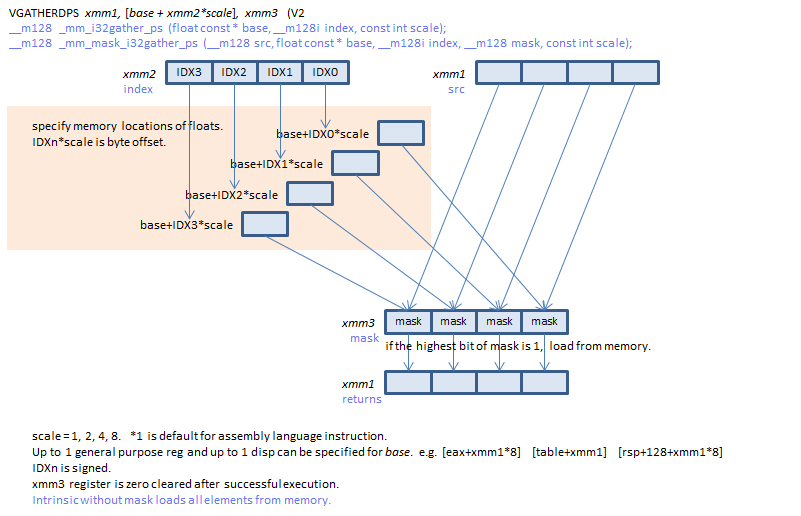 VGATHERDPS xmm1, [base + xmm2*scale], xmm3 (V2
__m128 _mm_i32gather_ps (float const * base, __m128i index, const int scale);
__m128 _mm_mask_i32gather_ps (__m128 src, float const * base, __m128i index, __m128 mask, const int scale);
xmm2 IDX3 IDX2 IDX1 IDX0 xmm1
index src
specify memory locations of floats.
base+IDX0*scale
IDXn*scale is byte offset.
base+IDX1*scale
base+IDX2*scale
base+IDX3*scale
xmm3 mask mask mask mask
mask
if the highest bit of mask is 1, load from memory.
xmm1
returns
scale = 1, 2, 4, 8. *1 is default for assembly language instruction.
Up to 1 general purpose reg and up to 1 disp can be specified for base. e.g. [eax+xmm1*8] [table+xmm1] [rsp+128+xmm1*8]
IDXn is signed.
xmm3 register is zero cleared after successful execution.
Intrinsic without mask loads all elements from memory.